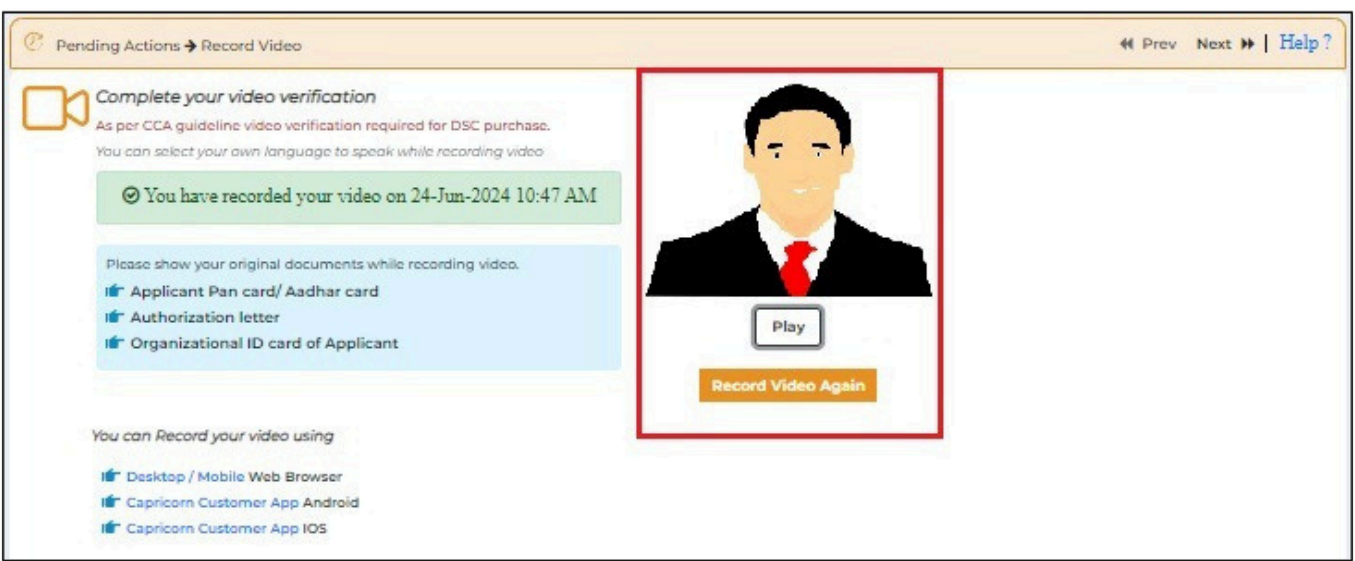 Pending Actions → Record Video
Prev Next | Help ?
Complete your video verification
As per CCA guideline video verification required for DSC purchase.
You can select your own language to speak while recording video
You have recorded your video on 24-Jun-2024 10:47 AM
Please show your original documents while recording video.
Applicant Pan card/ Aadhar card
Authorization letter
Organizational ID card of Applicant
Play
Record Video Again
You can Record your video using
Desktop / Mobile Web Browser
Capricorn Customer App Android
Capricorn Customer App IOS